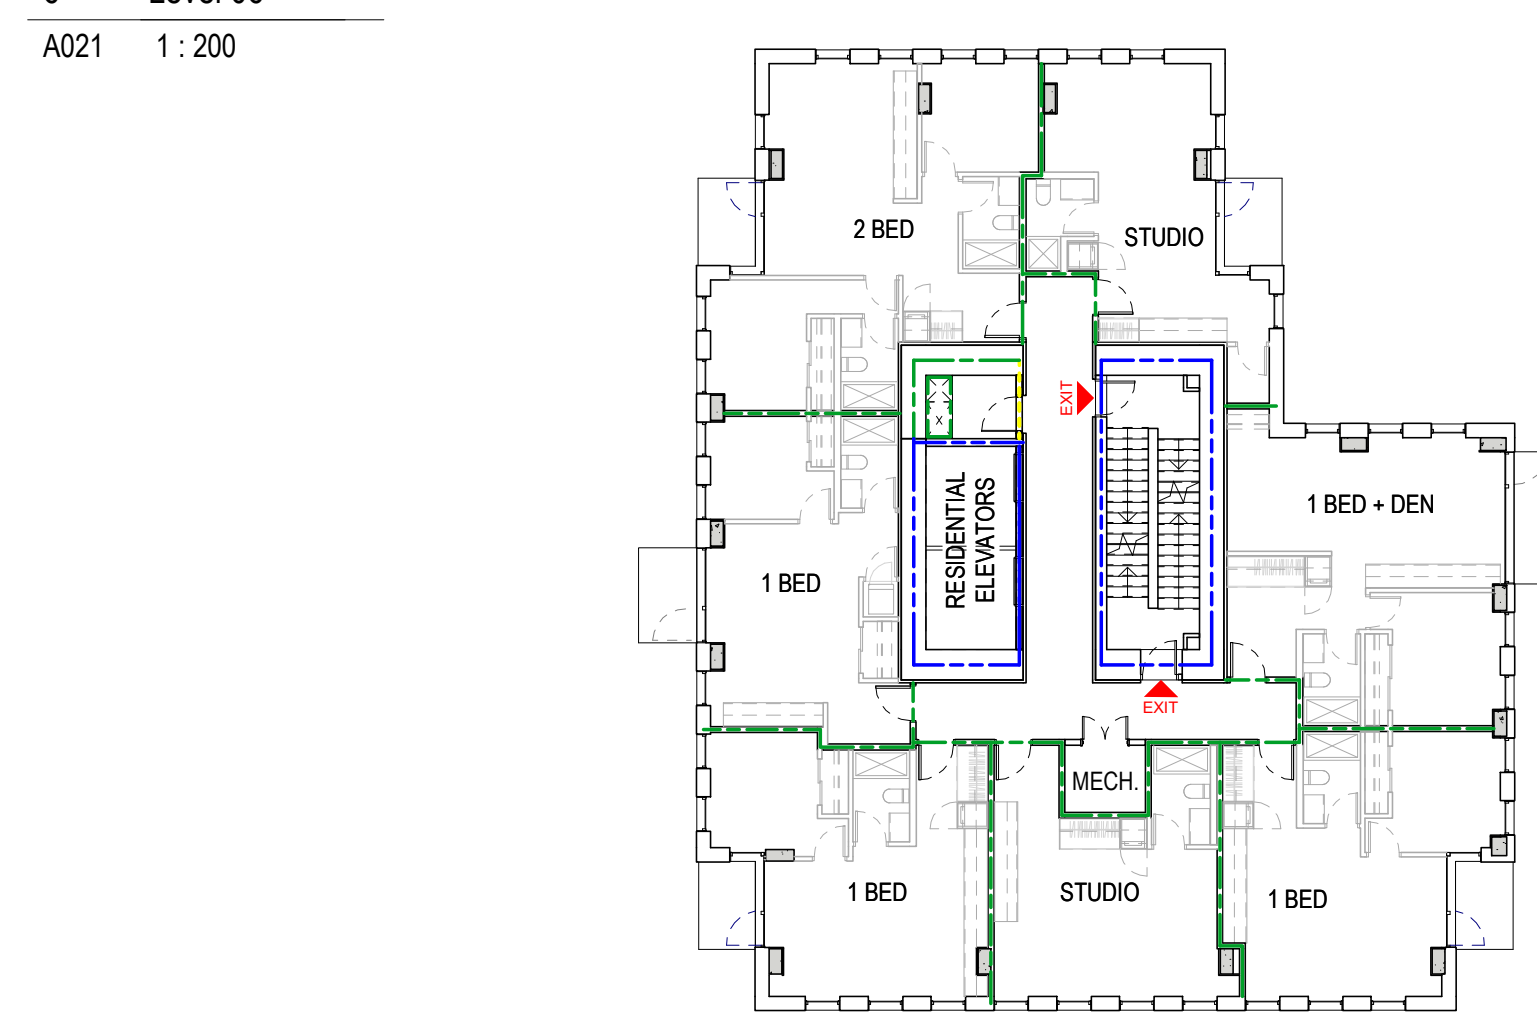 A021 1 : 200
2 BED
STUDIO
EXIT
RESIDENTIAL
ELEVATORS
1 BED + DEN
1 BED
EXIT
MECH.
1 BED
STUDIO
1 BED